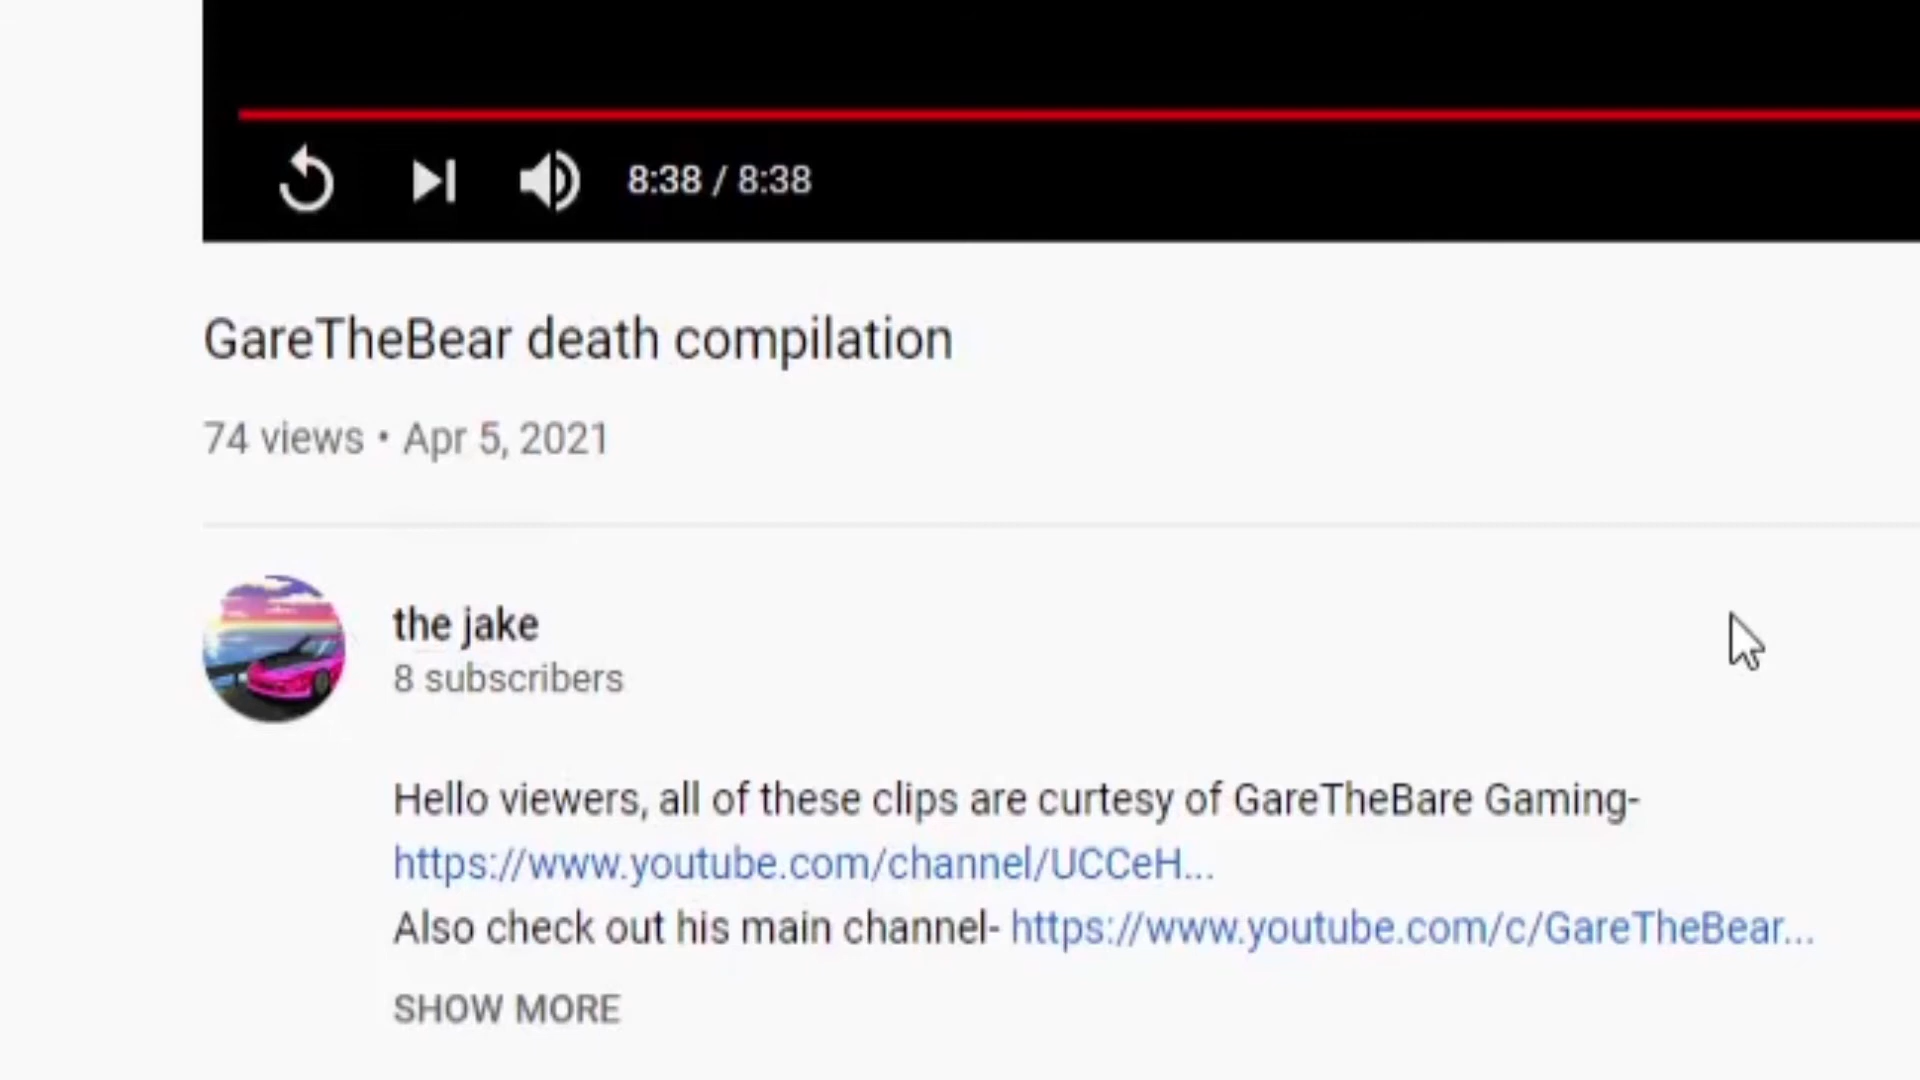 8:38 / 8:38
GareTheBear death compilation
74 views • Apr 5, 2021
the jake
8 subscribers
Hello viewers, all of these clips are curtesy of GareTheBare Gaming-
https://www.youtube.com/channel/UCCeH...
Also check out his main channel- https://www.youtube.com/c/GareTheBear...
SHOW MORE